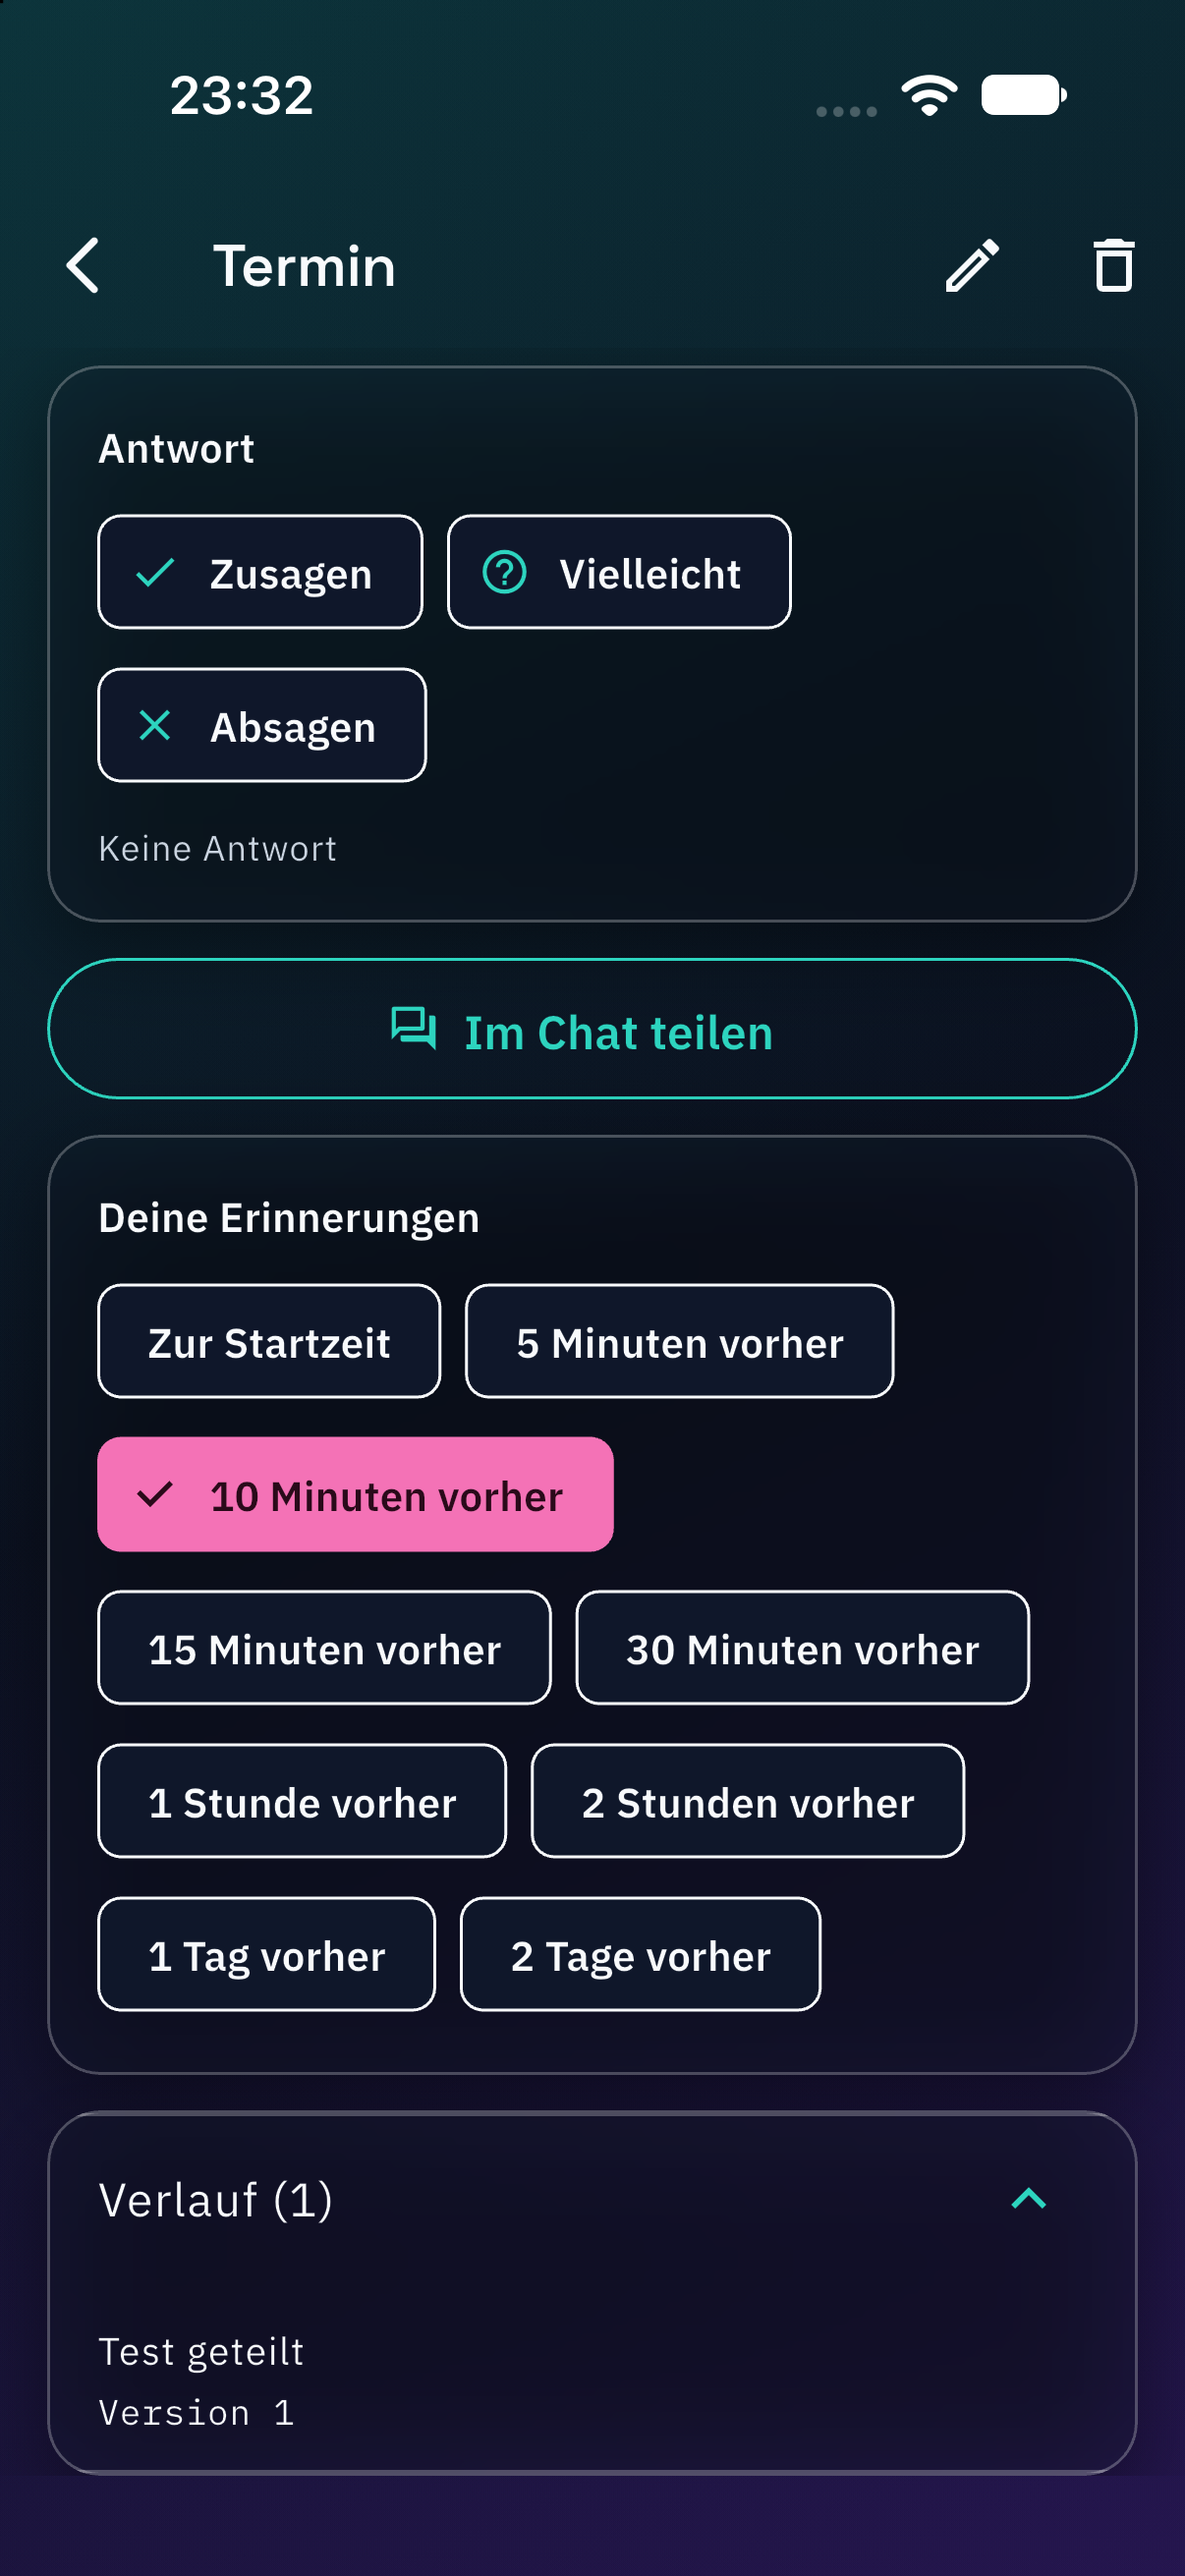 23:32
Termin
Antwort
Zusagen
Vielleicht
Absagen
Keine Antwort
Im Chat teilen
Deine Erinnerungen
Zur Startzeit
5 Minuten vorher
10 Minuten vorher
15 Minuten vorher
30 Minuten vorher
1 Stunde vorher
2 Stunden vorher
1 Tag vorher
2 Tage vorher
Verlauf (1)
Test geteilt
Version 1